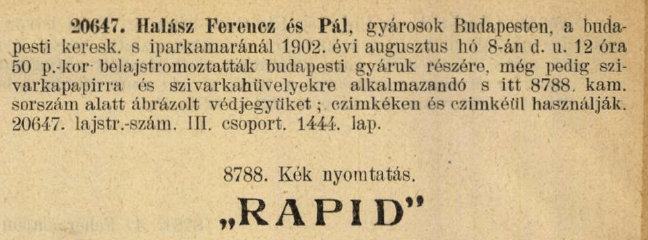 20647. Halász Ferencz és Pál, gyárosok Budapesten, a buda-
pesti keresk. s iparkamaránál 1902. évi augusztus hó 8-án d. u. 12 óra
50 p.-kor belajstromoztatták budapesti gyáruk részére, még pedig szi-
varkapapirra és szivarkahüvelyekre alkalmazandó s itt 8788. kam.
sorszám alatt ábrázolt védjegyüket; czimkéken és czimkéül használják.
20647. lajstr.-szám. III. csoport. 1444. lap.
8788. Kék nyomtatás.
„RAPID”